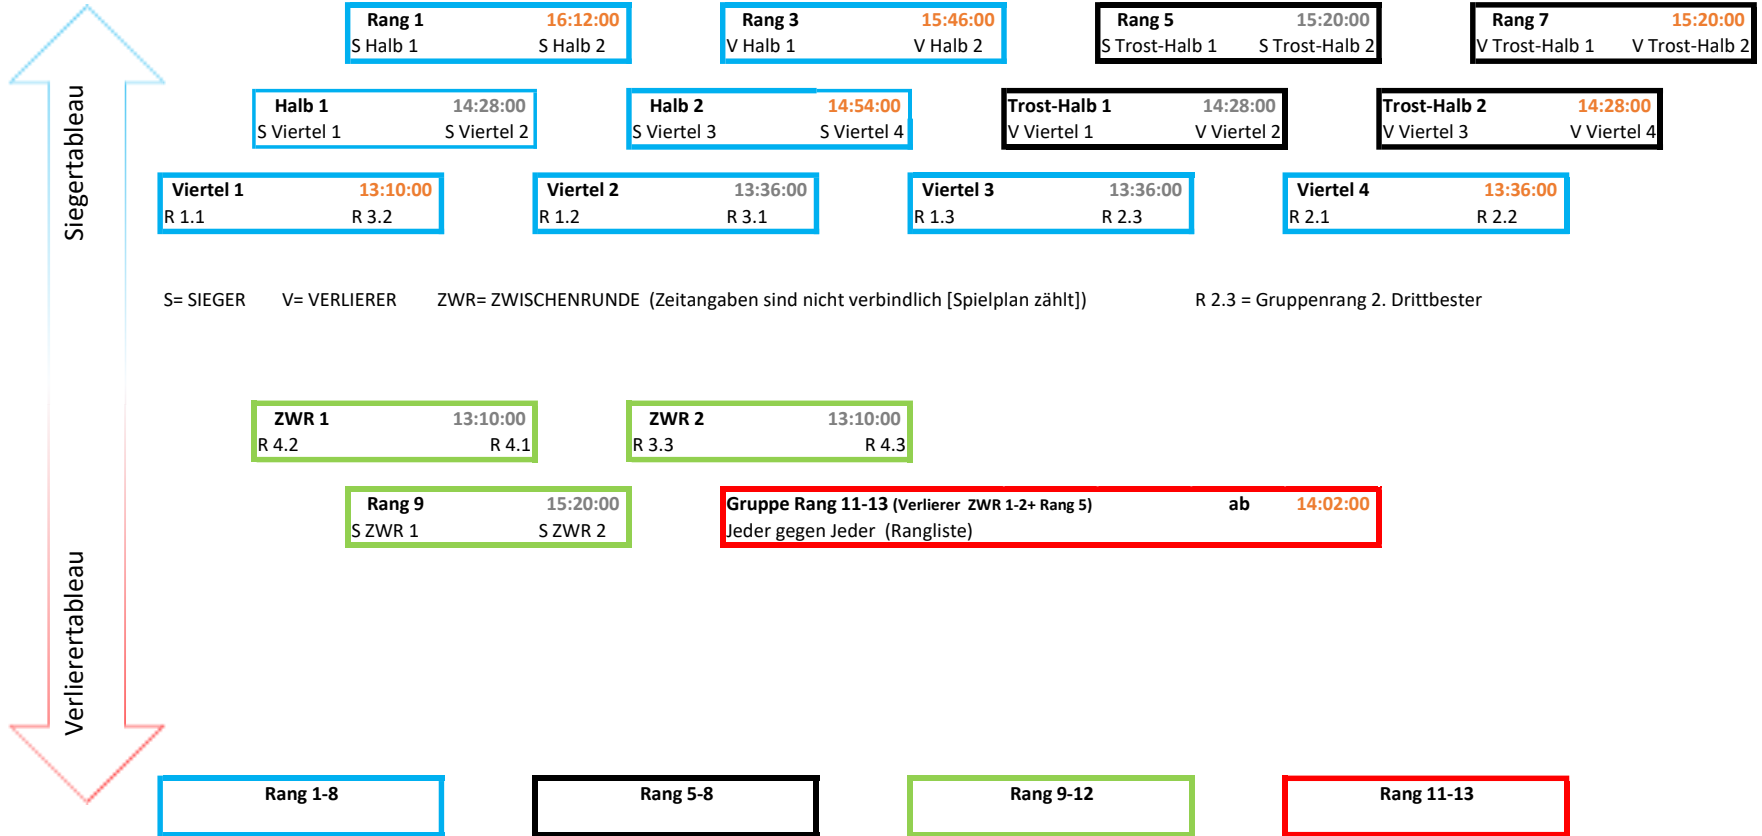 Rang 1 16:12:00 Rang 3 15:46:00 Rang 5 15:20:00 Rang 7 15:20:00
S Halb 1 S Halb 2 V Halb 1 V Halb 2 S Trost-Halb 1 S Trost-Halb 2 V Trost-Halb 1 V Trost-Halb 2
Halb 1 14:28:00 Halb 2 14:54:00 Trost-Halb 1 14:28:00 Trost-Halb 2 14:28:00
S Viertel 1 S Viertel 2 S Viertel 3 S Viertel 4 V Viertel 1 V Viertel 2 V Viertel 3 V Viertel 4
Siegertableau
Viertel 1 13:10:00 Viertel 2 13:36:00 Viertel 3 13:36:00 Viertel 4 13:36:00
R 1.1 R 3.2 R 1.2 R 3.1 R 1.3 R 2.3 R 2.1 R 2.2
S= SIEGER V= VERLIERER ZWR= ZWISCHENRUNDE (Zeitangaben sind nicht verbindlich [Spielplan zählt]) R 2.3 = Gruppenrang 2. Drittbester
ZWR 1 13:10:00 ZWR 2 13:10:00
R 4.2 R 4.1 R 3.3 R 4.3
Rang 9 15:20:00 Gruppe Rang 11-13 (Verlierer ZWR 1-2+ Rang 5) ab 14:02:00
S ZWR 1 S ZWR 2 Jeder gegen Jeder (Rangliste)
Verlierertableau
Rang 1-8 Rang 5-8 Rang 9-12 Rang 11-13